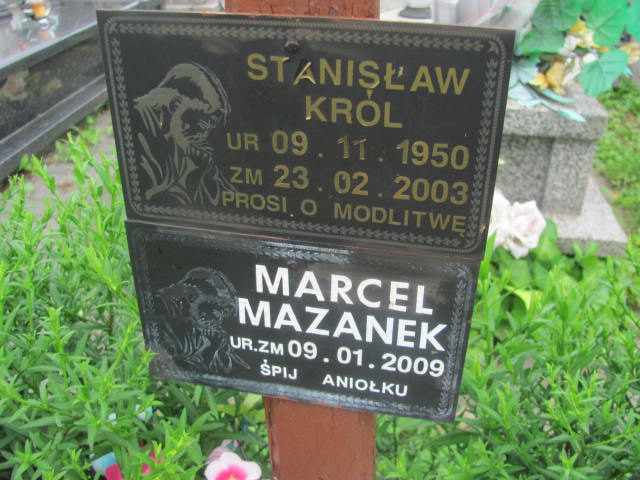 STANISŁAW
KRÓL
UR 09.11.1950
ZM 23.02.2003
PROSI O MODLITWĘ
MARCEL
MAZANEK
UR.ZM 09.01.2009
ŚPIJ ANIOŁKU